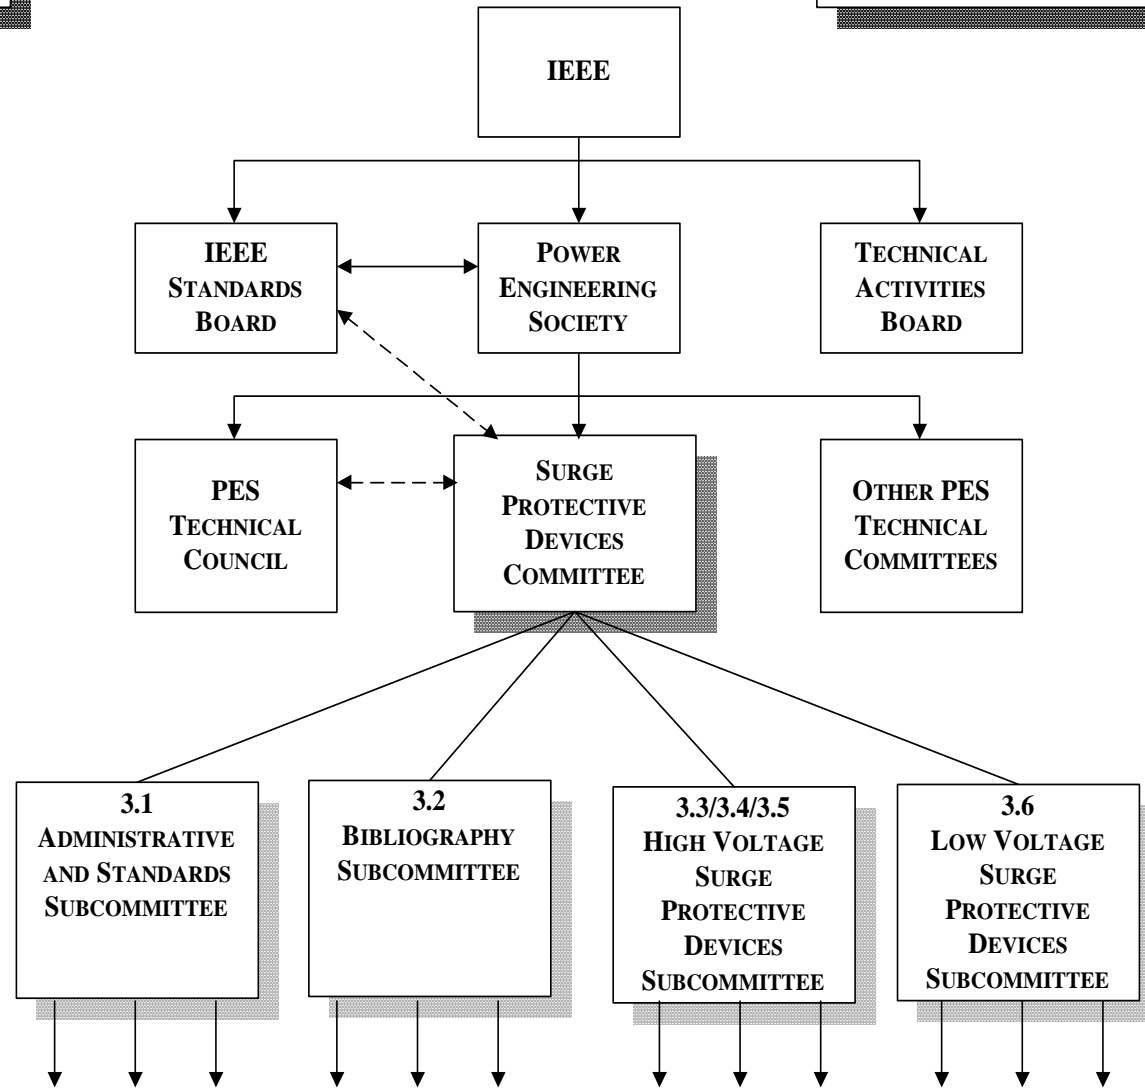 IEEE
IEEE
STANDARDS
BOARD
POWER
ENGINEERING
SOCIETY
TECHNICAL
ACTIVITIES
BOARD
PES
TECHNICAL
COUNCIL
SURGE
PROTECTIVE
DEVICES
COMMITTEE
OTHER PES
TECHNICAL
COMMITTEES
3.1
ADMINISTRATIVE
AND STANDARDS
SUBCOMMITTEE
3.2
BIBLIOGRAPHY
SUBCOMMITTEE
3.3/3.4/3.5
HIGH VOLTAGE
SURGE
PROTECTIVE
DEVICES
SUBCOMMITTEE
3.6
LOW VOLTAGE
SURGE
PROTECTIVE
DEVICES
SUBCOMMITTEE